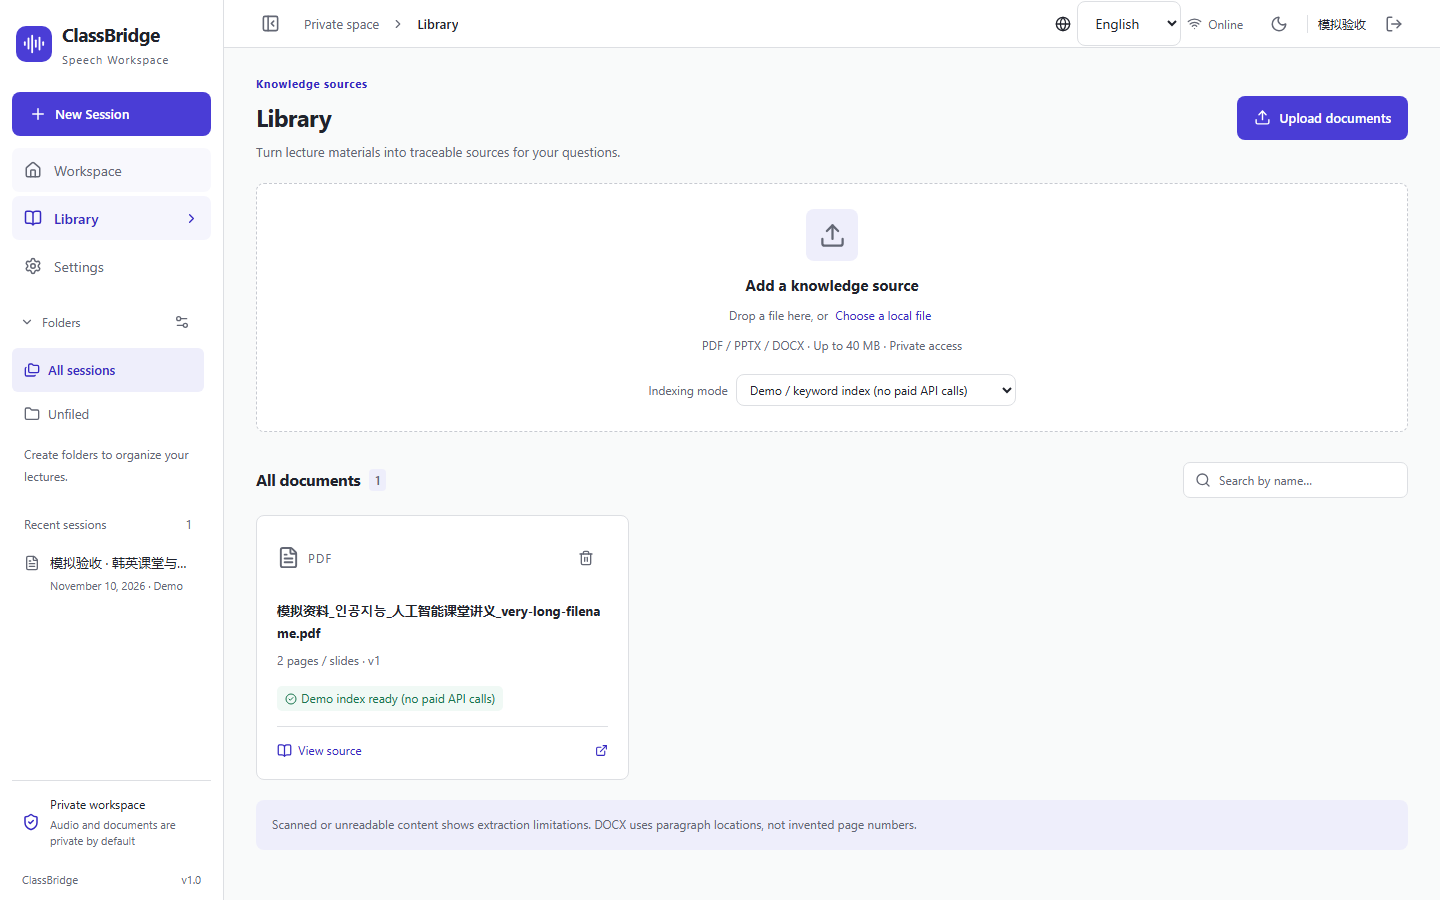 ClassBridge
Speech Workspace
New Session
Workspace
Library
Settings
Folders
All sessions
Unfiled
Create folders to organize your
lectures.
Recent sessions 1
模拟验收 · 韩英课堂与...
November 10, 2026 · Demo
Private workspace
Audio and documents are
private by default
ClassBridge v1.0
Private space Library
English Online 模拟验收
Knowledge sources
Library
Turn lecture materials into traceable sources for your questions.
Upload documents
Add a knowledge source
Drop a file here, or Choose a local file
PDF / PPTX / DOCX · Up to 40 MB · Private access
Indexing mode Demo / keyword index (no paid API calls)
All documents 1
Search by name...
PDF
模拟资料_인공지능_人工智能课堂讲义_very-long-filena
me.pdf
2 pages / slides · v1
Demo index ready (no paid API calls)
View source
Scanned or unreadable content shows extraction limitations. DOCX uses paragraph locations, not invented page numbers.